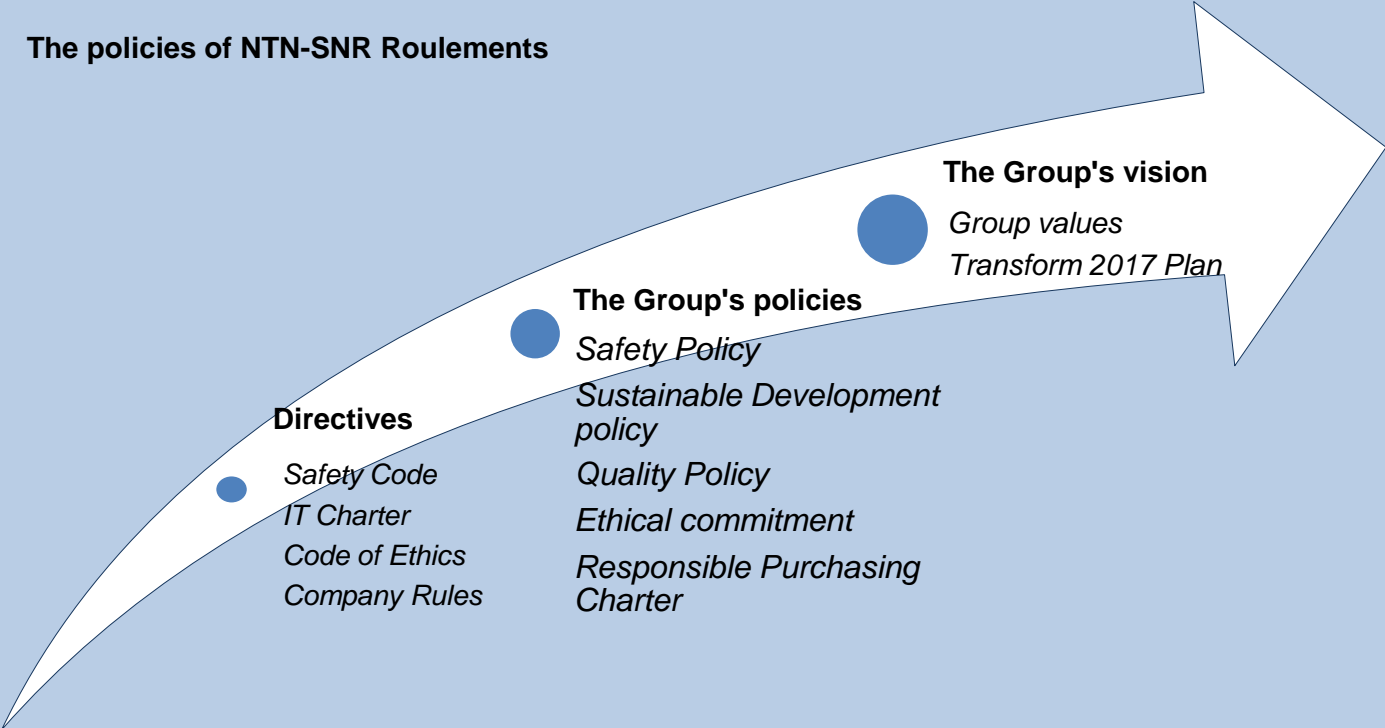 The policies of NTN-SNR Roulements
The Group's vision
Group values
Transform 2017 Plan
The Group's policies
Safety Policy
Sustainable Development
policy
Quality Policy
Ethical commitment
Responsible Purchasing
Charter
Directives
Safety Code
IT Charter
Code of Ethics
Company Rules